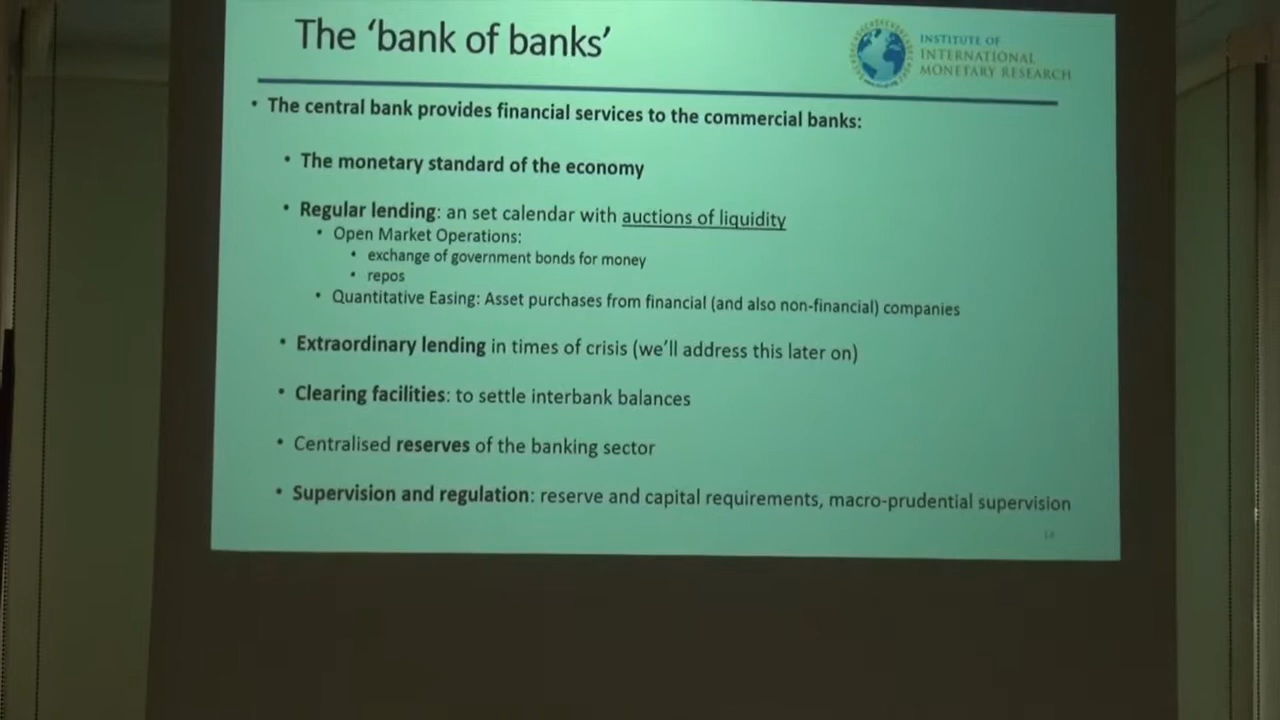 The ‘bank of banks’
INSTITUTE OF
INTERNATIONAL
MONETARY RESEARCH
• The central bank provides financial services to the commercial banks:
• The monetary standard of the economy
• Regular lending: an set calendar with auctions of liquidity
• Open Market Operations:
• exchange of government bonds for money
• repos
• Quantitative Easing: Asset purchases from financial (and also non-financial) companies
• Extraordinary lending in times of crisis (we’ll address this later on)
• Clearing facilities: to settle interbank balances
• Centralised reserves of the banking sector
• Supervision and regulation: reserve and capital requirements, macro-prudential supervision